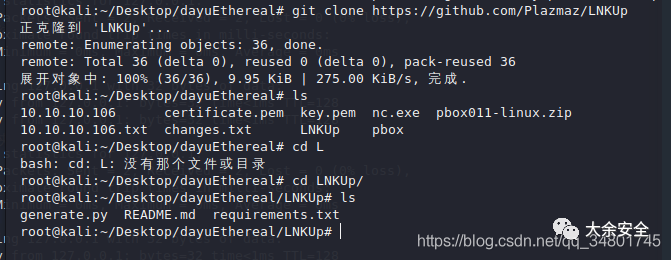 root@kali:~/Desktop/dayuEthereal# git clone https://github.com/Plazmaz/LNKUp
正克隆到 'LNKUp'...
remote: Enumerating objects: 36, done.
remote: Total 36 (delta 0), reused 0 (delta 0), pack-reused 36
展开对象中: 100% (36/36), 9.95 KiB | 275.00 KiB/s, 完成.
root@kali:~/Desktop/dayuEthereal# ls
10.10.10.106 certificate.pem key.pem nc.exe pbox011-linux.zip
10.10.10.106.txt changes.txt LNKUp pbox
root@kali:~/Desktop/dayuEthereal# cd L
bash: cd: L: 没有那个文件或目录
root@kali:~/Desktop/dayuEthereal# cd LNKUp/
root@kali:~/Desktop/dayuEthereal/LNKUp# ls
generate.py README.md requirements.txt
root@kali:~/Desktop/dayuEthereal/LNKUp#
大余安全
https://blog.csdn.net/qq_34801745